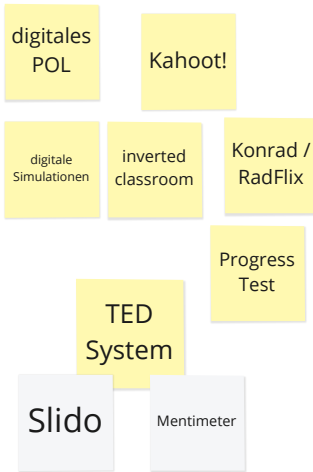 digitales
POL
Kahoot!
digitale
Simulationen
inverted
classroom
Konrad /
RadFlix
Progress
Test
TED
System
Slido
Mentimeter